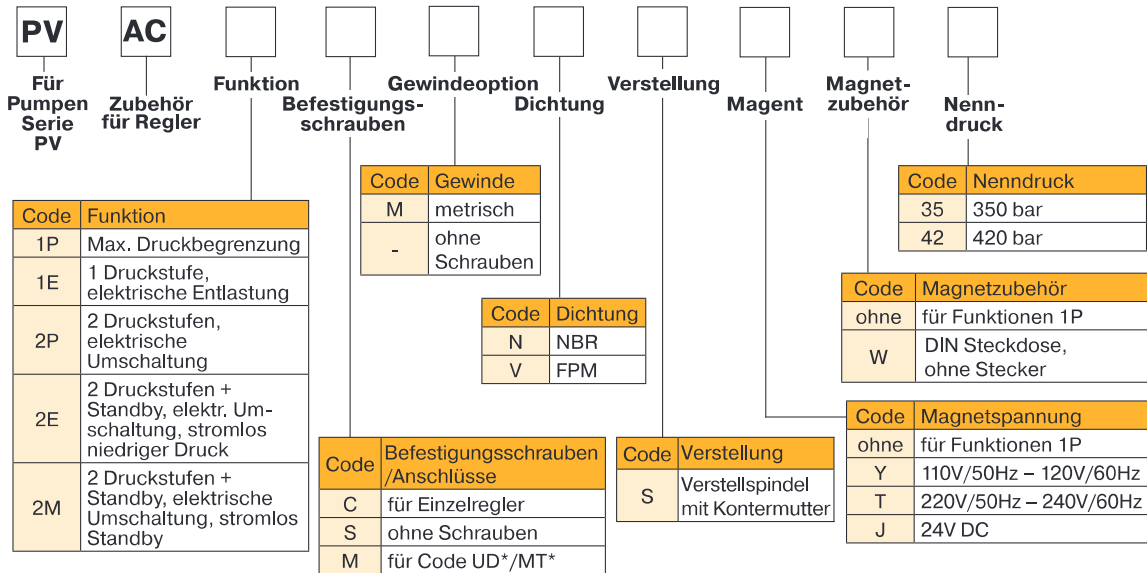 PV
AC
Für
Pumpen
Serie
PV
Zubehör
für Regler
Funktion
Befestigungs-
schrauben
Gewindeoption
Dichtung
Verstellung
Magent
Magnet-
zubehör
Nenn-
druck
Code Funktion
1P Max. Druckbegrenzung
1E 1 Druckstufe,
elektrische Entlastung
2P 2 Druckstufen,
elektrische
Umschaltung
2E 2 Druckstufen +
Standby, elektr. Um-
schaltung, stromlos
niedriger Druck
2M 2 Druckstufen +
Standby, elektrische
Umschaltung, stromlos
Standby
Code Befestigungsschrauben
/Anschlüsse
C für Einzelregler
S ohne Schrauben
M für Code UD*/MT*
Code Gewinde
M metrisch
- ohne
Schrauben
Code Dichtung
N NBR
V FPM
Code Verstellung
S Verstellspindel
mit Kontermutter
Code Magnetspannung
ohne für Funktionen 1P
Y 110V/50Hz – 120V/60Hz
T 220V/50Hz – 240V/60Hz
J 24V DC
Code Magnetzubehör
ohne für Funktionen 1P
W DIN Steckdose,
ohne Stecker
Code Nenndruck
35 350 bar
42 420 bar